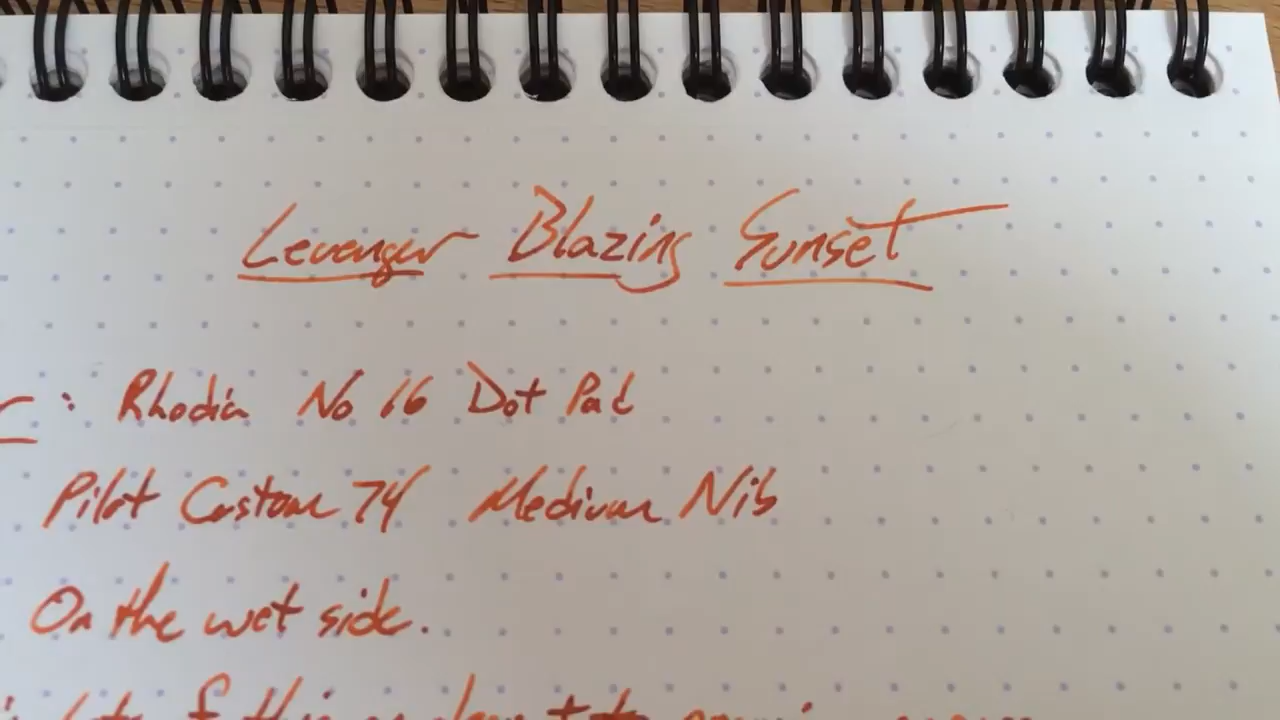 Levenger Blazing Sunset
: Rhodia No 16 Dot Pad
Pilot Custom 74 Medium Nib
On the wet side.